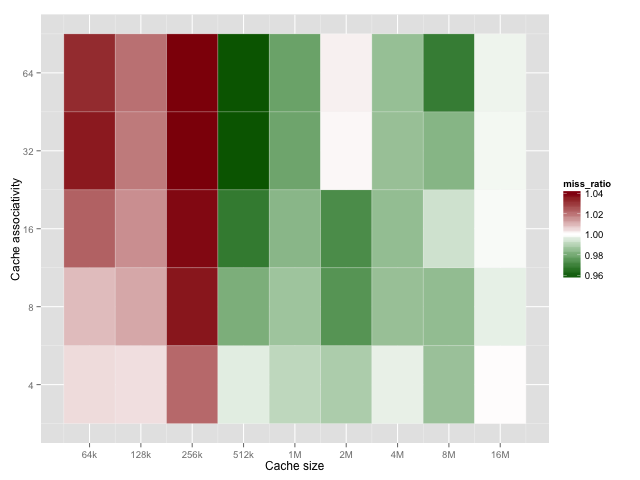 Cache associativity
64
32
16
8
4
64k 128k 256k 512k 1M 2M 4M 8M 16M
Cache size
miss_ratio
1.04
1.02
1.00
0.98
0.96